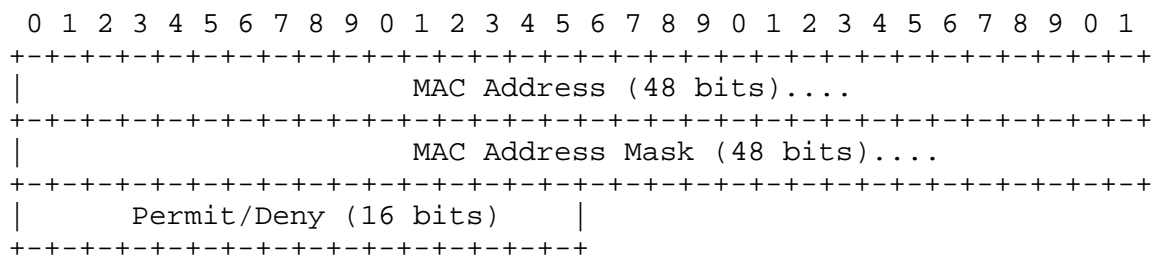 0 1 2 3 4 5 6 7 8 9 0 1 2 3 4 5 6 7 8 9 0 1 2 3 4 5 6 7 8 9 0 1
+-+-+-+-+-+-+-+-+-+-+-+-+-+-+-+-+-+-+-+-+-+-+-+-+-+-+-+-+-+-+-+-+
|                      MAC Address (48 bits)....
+-+-+-+-+-+-+-+-+-+-+-+-+-+-+-+-+-+-+-+-+-+-+-+-+-+-+-+-+-+-+-+-+
|                      MAC Address Mask (48 bits)....
+-+-+-+-+-+-+-+-+-+-+-+-+-+-+-+-+-+-+-+-+-+-+-+-+-+-+-+-+-+-+-+-+
|      Permit/Deny (16 bits)    |
+-+-+-+-+-+-+-+-+-+-+-+-+-+-+-+-+